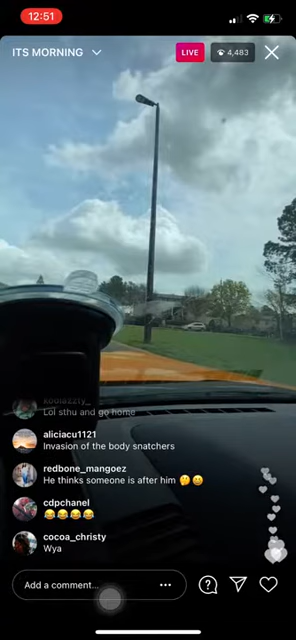 12:51
ITS MORNING
LIVE
4,483
koolazzty_
Lol sthu and go home
aliciacu1121
Invasion of the body snatchers
redbone_mangoez
He thinks someone is after him 🤔😆
cdpchanel
😂😂😂😂
cocoa_christy
Wya
Add a comment...